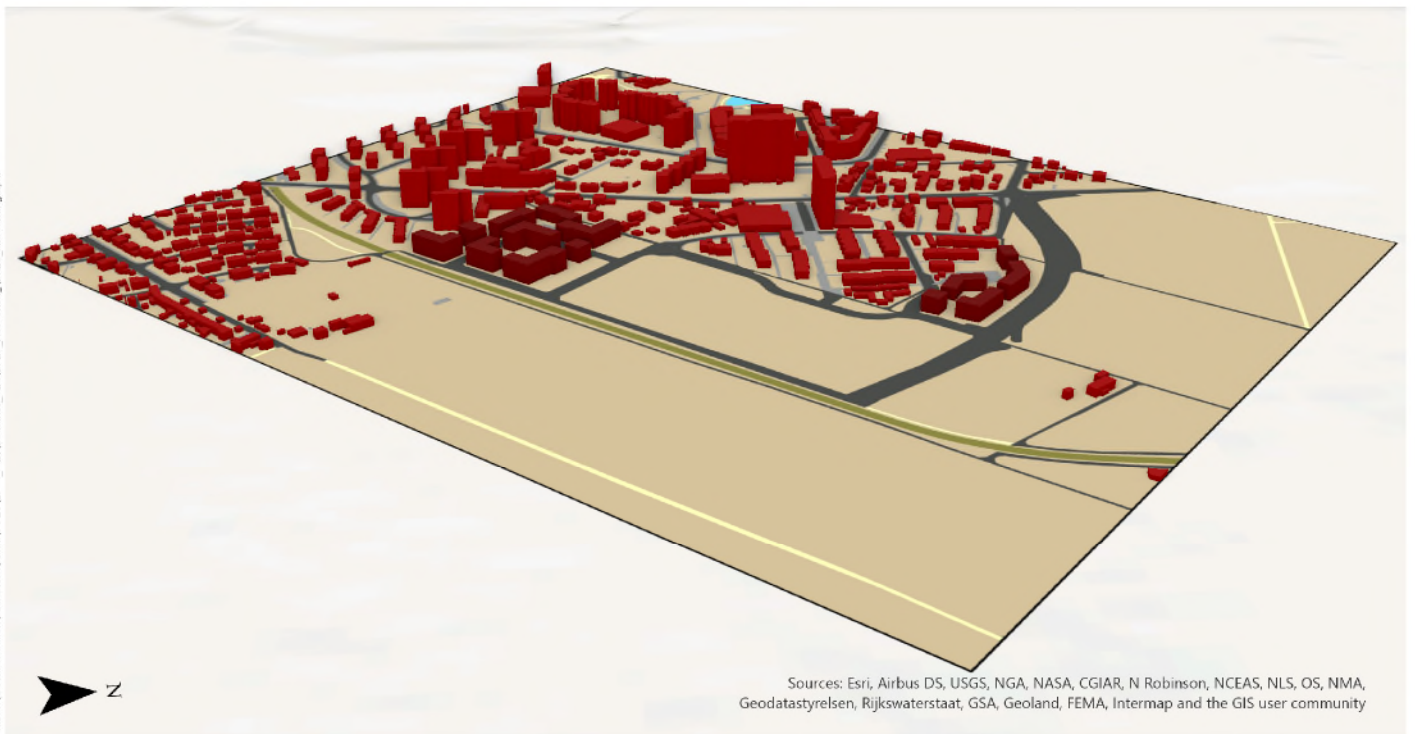 N
Sources: Esri, Airbus DS, USGS, NGA, NASA, CGIAR, N Robinson, NCEAS, NLS, OS, NMA,
Geodatastyrelsen, Rijkswaterstaat, GSA, Geoland, FEMA, Intermap and the GIS user community